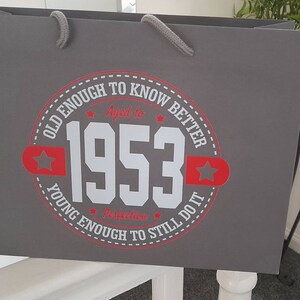 OLD ENOUGH TO KNOW BETTER
1953
YOUNG ENOUGH TO STILL DO IT